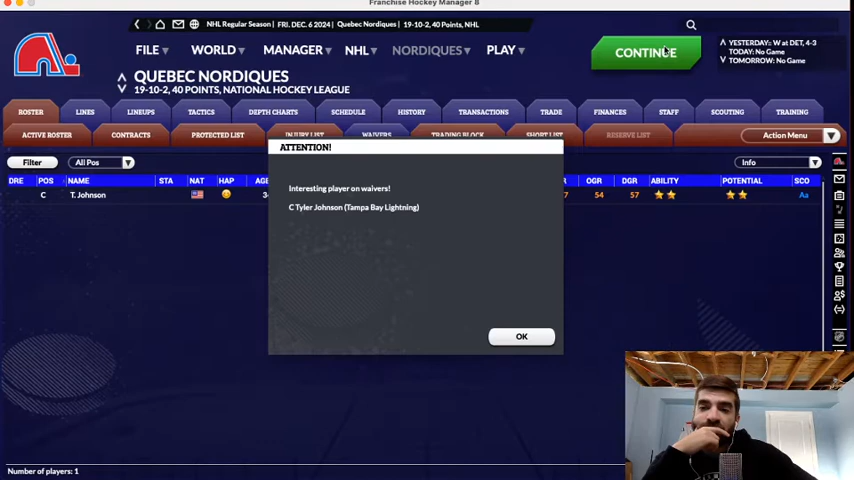 Franchise Hockey Manager 8
NHL Regular Season | FRI. DEC. 6 2024 | Quebec Nordiques | 19-10-2, 40 Points, NHL
FILE WORLD MANAGER NHL NORDIQUES PLAY
CONTINUE
YESTERDAY: W at DET, 4-3
TODAY: No Game
TOMORROW: No Game
QUEBEC NORDIQUES
19-10-2, 40 POINTS, NATIONAL HOCKEY LEAGUE
ROSTER LINES LINEUPS TACTICS DEPTH CHARTS SCHEDULE HISTORY TRANSACTIONS TRADE FINANCES STAFF SCOUTING TRAINING
ACTIVE ROSTER CONTRACTS PROTECTED LIST INJURY LIST WAIVERS TRADING BLOCK SHORT LIST RESERVE LIST Action Menu
Filter All Pos Info
DRE POS NAME STA NAT HAP AGE OGR DGR ABILITY POTENTIAL SCO
C T. Johnson 54 57 Aa
ATTENTION!
Interesting player on waivers!
C Tyler Johnson (Tampa Bay Lightning)
OK
Number of players: 1